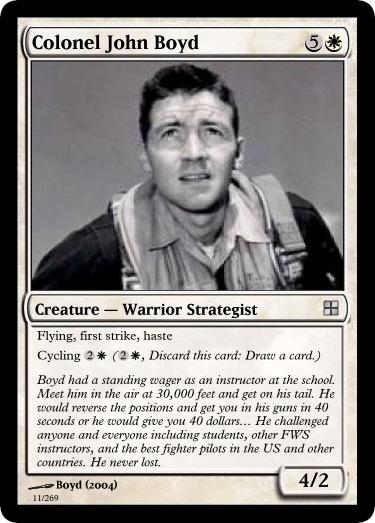 Colonel John Boyd 5
Creature — Warrior Strategist
Flying, first strike, haste
Cycling 2 (2, Discard this card: Draw a card.)
Boyd had a standing wager as an instructor at the school.
Meet him in the air at 30,000 feet and get on his tail. He
would reverse the positions and get you in his guns in 40
seconds or he would give you 40 dollars... He challenged
anyone and everyone including students, other FWS
instructors, and the best fighter pilots in the US and other
countries. He never lost.
Boyd (2004)
4/2
11/269